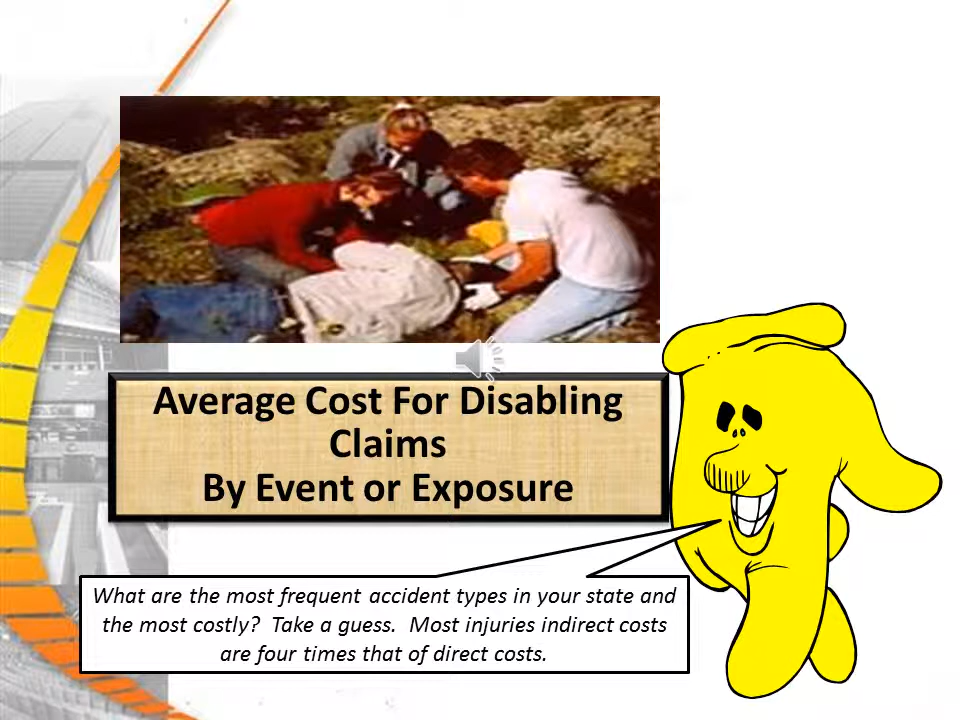 Average Cost For Disabling
Claims
By Event or Exposure
What are the most frequent accident types in your state and
the most costly?  Take a guess.  Most injuries indirect costs
are four times that of direct costs.